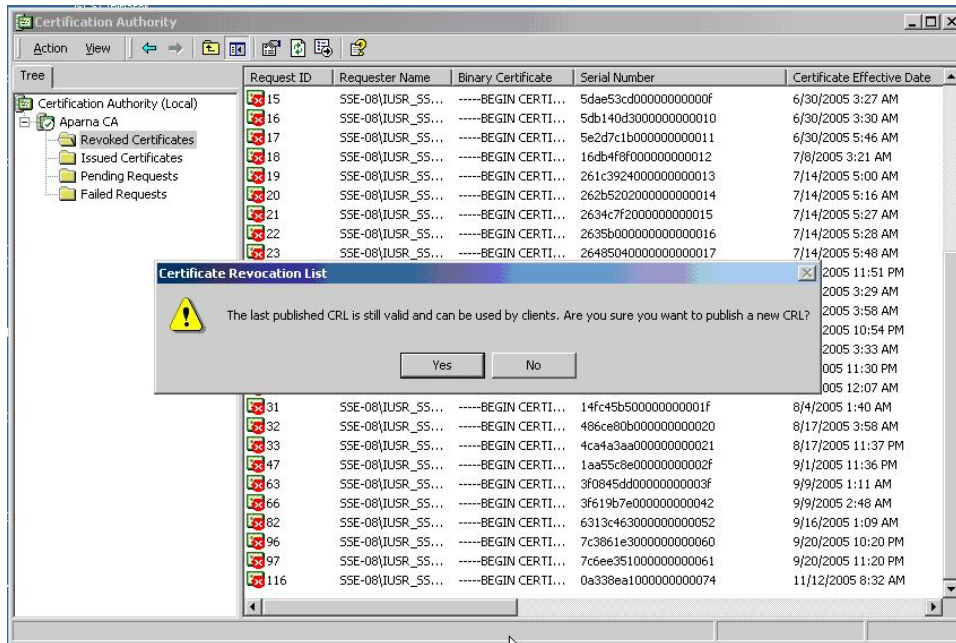 Certification Authority
Action View
Tree
Request ID Requester Name Binary Certificate Serial Number Certificate Effective Date
Certification Authority (Local)
Aparna CA
Revoked Certificates
Issued Certificates
Pending Requests
Failed Requests
15 SSE-08\IUSR_SS... -----BEGIN CERTI... 5dae53cd00000000000f 6/30/2005 3:27 AM
16 SSE-08\IUSR_SS... -----BEGIN CERTI... 5db140d3000000000010 6/30/2005 3:30 AM
17 SSE-08\IUSR_SS... -----BEGIN CERTI... 5e2d7c1b000000000011 6/30/2005 5:46 AM
18 SSE-08\IUSR_SS... -----BEGIN CERTI... 16db4f8f000000000012 7/8/2005 3:21 AM
19 SSE-08\IUSR_SS... -----BEGIN CERTI... 261c3924000000000013 7/14/2005 5:00 AM
20 SSE-08\IUSR_SS... -----BEGIN CERTI... 262b5202000000000014 7/14/2005 5:16 AM
21 SSE-08\IUSR_SS... -----BEGIN CERTI... 2634c7f2000000000015 7/14/2005 5:27 AM
22 SSE-08\IUSR_SS... -----BEGIN CERTI... 2635b000000000000016 7/14/2005 5:28 AM
23 SSE-08\IUSR_SS... -----BEGIN CERTI... 26485040000000000017 7/14/2005 5:48 AM
2005 11:51 PM
2005 3:29 AM
2005 3:58 AM
2005 10:54 PM
2005 3:33 AM
005 11:30 PM
005 12:07 AM
Certificate Revocation List
The last published CRL is still valid and can be used by clients. Are you sure you want to publish a new CRL?
Yes No
31 SSE-08\IUSR_SS... -----BEGIN CERTI... 14fc45b500000000001f 8/4/2005 1:40 AM
32 SSE-08\IUSR_SS... -----BEGIN CERTI... 486ce80b000000000020 8/17/2005 3:58 AM
33 SSE-08\IUSR_SS... -----BEGIN CERTI... 4ca4a3aa000000000021 8/17/2005 11:37 PM
47 SSE-08\IUSR_SS... -----BEGIN CERTI... 1aa55c8e00000000002f 9/1/2005 11:36 PM
63 SSE-08\IUSR_SS... -----BEGIN CERTI... 3f0845dd00000000003f 9/9/2005 1:11 AM
66 SSE-08\IUSR_SS... -----BEGIN CERTI... 3f619b7e000000000042 9/9/2005 2:48 AM
82 SSE-08\IUSR_SS... -----BEGIN CERTI... 6313c463000000000052 9/16/2005 1:09 AM
96 SSE-08\IUSR_SS... -----BEGIN CERTI... 7c3861e3000000000060 9/20/2005 10:20 PM
97 SSE-08\IUSR_SS... -----BEGIN CERTI... 7c6ee351000000000061 9/20/2005 11:20 PM
116 SSE-08\IUSR_SS... -----BEGIN CERTI... 0a338ea1000000000074 11/12/2005 8:32 AM